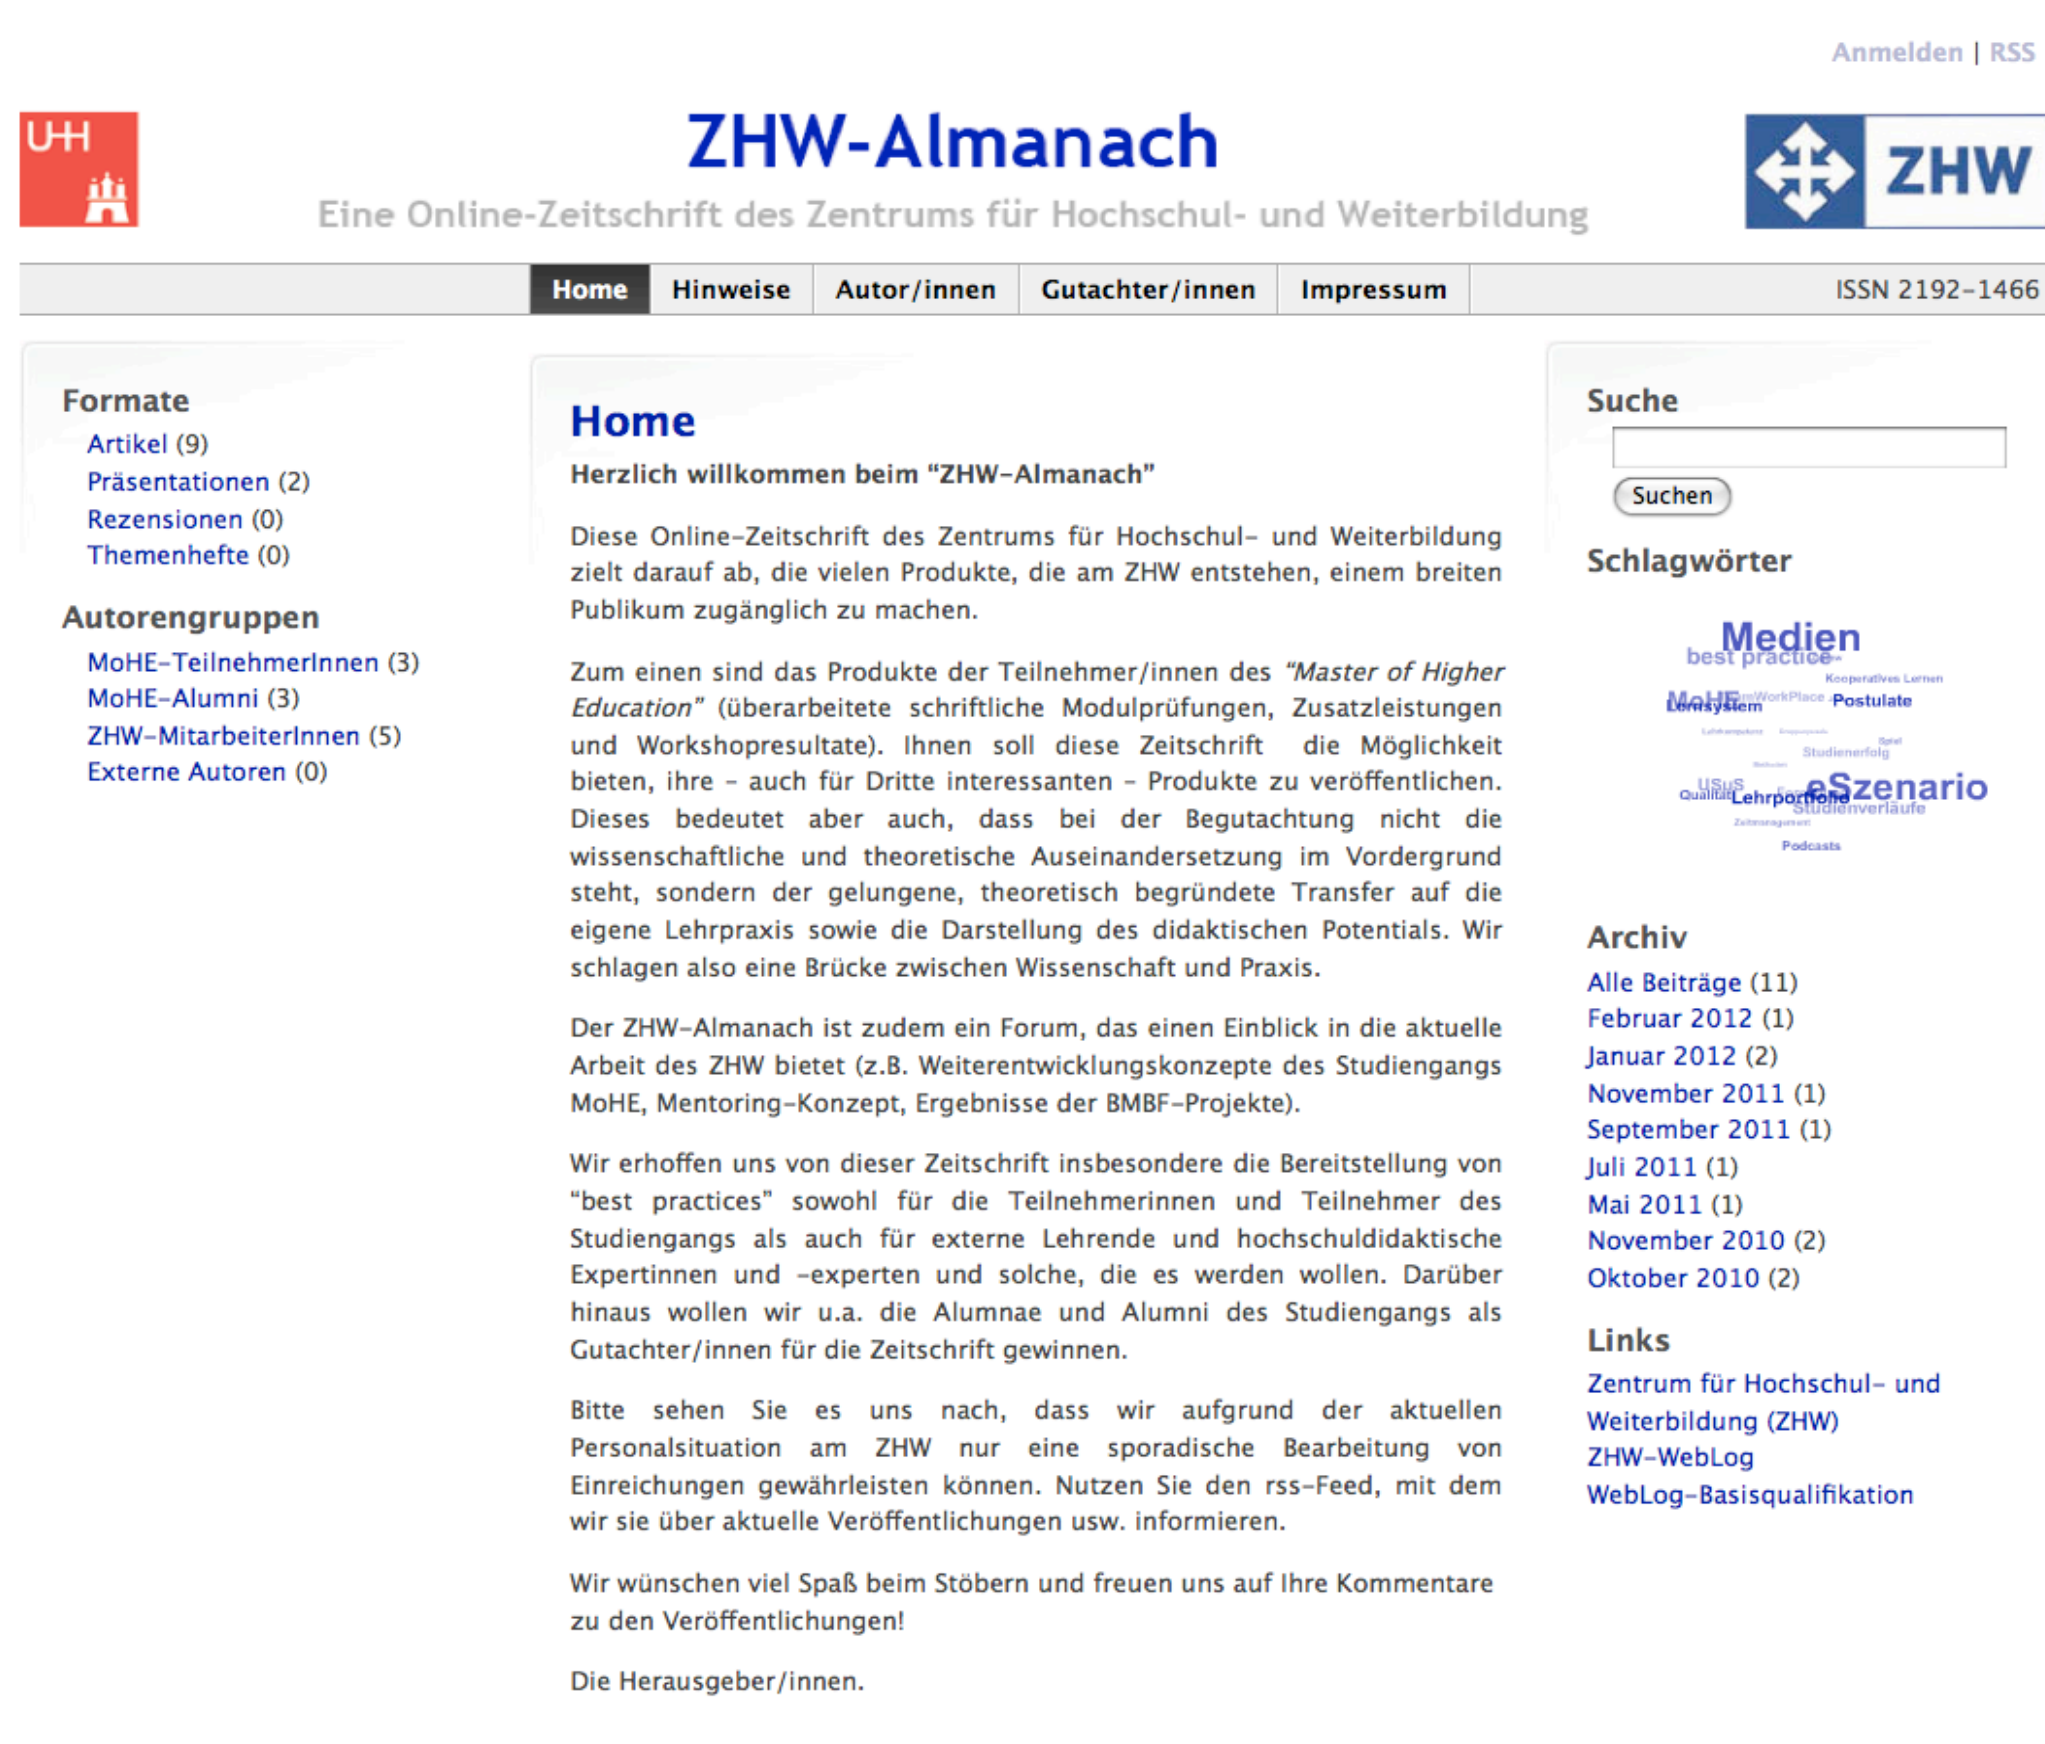 Anmelden | RSS
UHH
ZHW-Almanach
Eine Online-Zeitschrift des Zentrums für Hochschul- und Weiterbildung
ZHW
Home
Hinweise
Autor/innen
Gutachter/innen
Impressum
ISSN 2192-1466
Formate
Artikel (9)
Präsentationen (2)
Rezensionen (0)
Themenhefte (0)
Autorengruppen
MoHE-TeilnehmerInnen (3)
MoHE-Alumni (3)
ZHW-MitarbeiterInnen (5)
Externe Autoren (0)
Home
Herzlich willkommen beim “ZHW-Almanach”
Diese Online-Zeitschrift des Zentrums für Hochschul- und Weiterbildung
zielt darauf ab, die vielen Produkte, die am ZHW entstehen, einem breiten
Publikum zugänglich zu machen.
Zum einen sind das Produkte der Teilnehmer/innen des “Master of Higher
Education” (überarbeitete schriftliche Modulprüfungen, Zusatzleistungen
und Workshopresultate). Ihnen soll diese Zeitschrift die Möglichkeit
bieten, ihre – auch für Dritte interessanten – Produkte zu veröffentlichen.
Dieses bedeutet aber auch, dass bei der Begutachtung nicht die
wissenschaftliche und theoretische Auseinandersetzung im Vordergrund
steht, sondern der gelungene, theoretisch begründete Transfer auf die
eigene Lehrpraxis sowie die Darstellung des didaktischen Potentials. Wir
schlagen also eine Brücke zwischen Wissenschaft und Praxis.
Der ZHW-Almanach ist zudem ein Forum, das einen Einblick in die aktuelle
Arbeit des ZHW bietet (z.B. Weiterentwicklungskonzepte des Studiengangs
MoHE, Mentoring-Konzept, Ergebnisse der BMBF-Projekte).
Wir erhoffen uns von dieser Zeitschrift insbesondere die Bereitstellung von
“best practices” sowohl für die Teilnehmerinnen und Teilnehmer des
Studiengangs als auch für externe Lehrende und hochschuldidaktische
Expertinnen und -experten und solche, die es werden wollen. Darüber
hinaus wollen wir u.a. die Alumnae und Alumni des Studiengangs als
Gutachter/innen für die Zeitschrift gewinnen.
Bitte sehen Sie es uns nach, dass wir aufgrund der aktuellen
Personalsituation am ZHW nur eine sporadische Bearbeitung von
Einreichungen gewährleisten können. Nutzen Sie den rss-Feed, mit dem
wir sie über aktuelle Veröffentlichungen usw. informieren.
Wir wünschen viel Spaß beim Stöbern und freuen uns auf Ihre Kommentare
zu den Veröffentlichungen!
Die Herausgeber/innen.
Suche
Suchen
Schlagwörter
Medien
best practice
Kooperatives Lernen
MoHE
Postulate
Lernsystem
Spiel
Studienerfolg
USuS
eSzenario
Qualität
Lehrportfolio
Studienverläufe
Zeitmanagement
Podcasts
Archiv
Alle Beiträge (11)
Februar 2012 (1)
Januar 2012 (2)
November 2011 (1)
September 2011 (1)
Juli 2011 (1)
Mai 2011 (1)
November 2010 (2)
Oktober 2010 (2)
Links
Zentrum für Hochschul- und
Weiterbildung (ZHW)
ZHW-WebLog
WebLog-Basisqualifikation